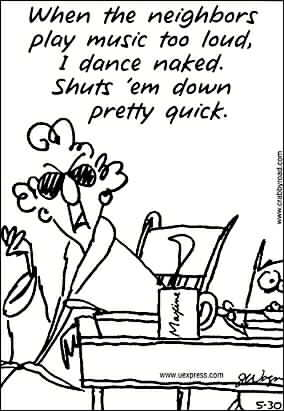 When the neighbors
play music too loud,
I dance naked.
Shuts 'em down
pretty quick.
www.crabbyroad.com
Maxine
www.uexpress.com
5-30